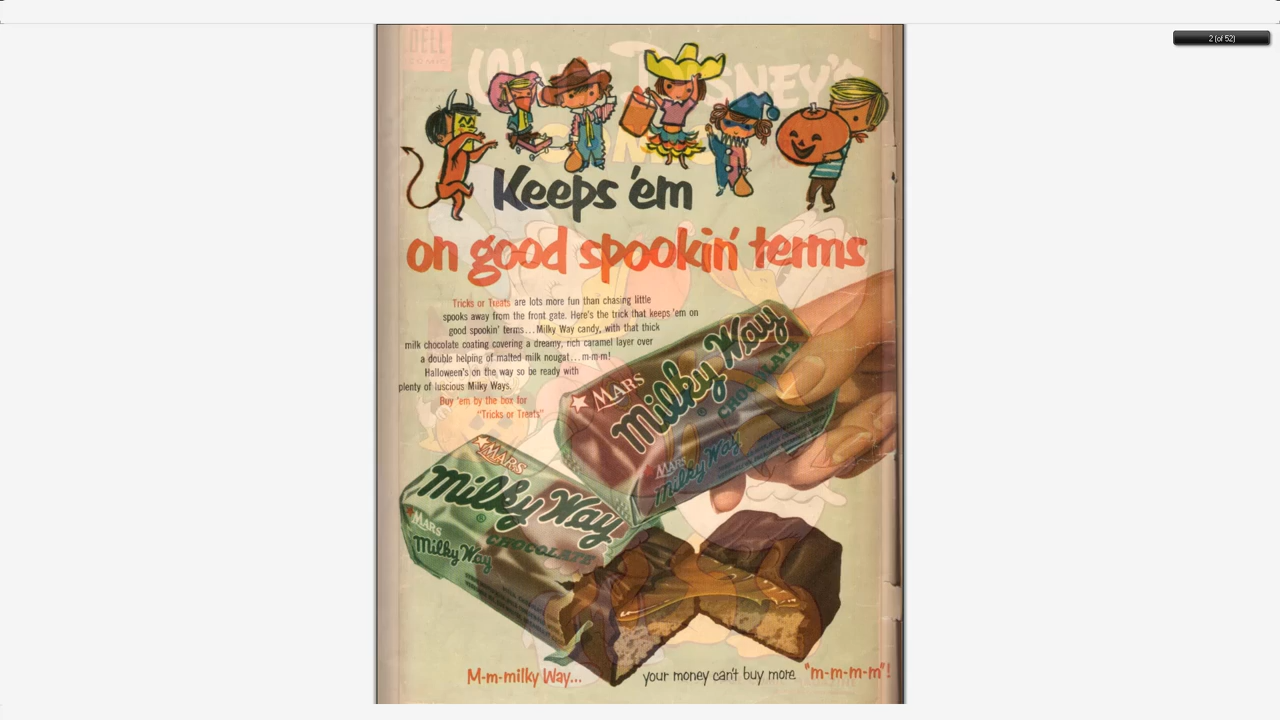 2 (of 52)
DELL
COMIC
WALT DISNEY'S
COMICS
Keeps 'em
on good spookin' terms
Tricks or Treats are lots more fun than chasing little
spooks away from the front gate. Here's the trick that keeps 'em on
good spookin' terms...Milky Way candy, with that thick
milk chocolate coating covering a dreamy, rich caramel layer over
a double helping of malted milk nougat...m-m-m!
Halloween's on the way so be ready with
plenty of luscious Milky Ways.
Buy 'em by the box for
"Tricks or Treats"
MARS
Milky Way
®
CHOCOLATE
MARS
Milky Way
MARS
Milky Way
®
CHOCOLATE
MARS
Milky Way
M-m-milky Way... your money can't buy more "m-m-m-m"!